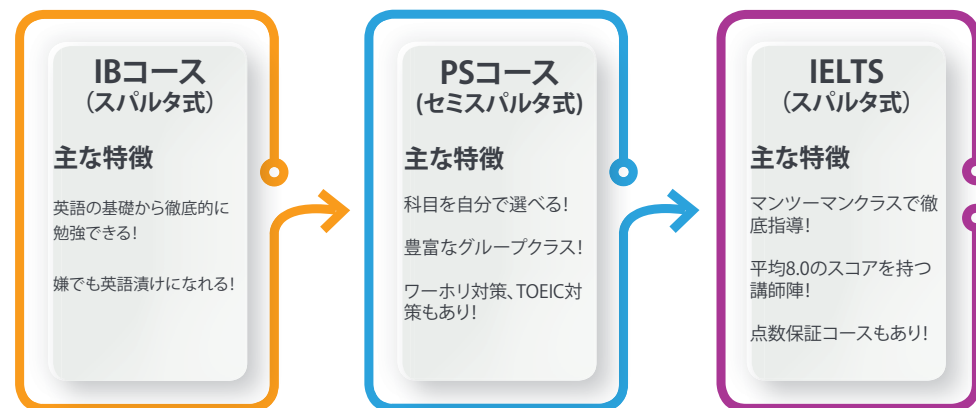 IBコース
（スパルタ式）
主な特徴
英語の基礎から徹底的に
勉強できる!
嫌でも英語漬けになれる!
PSコース
(セミスパルタ式)
主な特徴
科目を自分で選べる!
豊富なグループクラス!
ワーホリ対策、TOEIC対
策もあり!
IELTS
（スパルタ式）
主な特徴
マンツーマンクラスで徹
底指導!
平均8.0のスコアを持つ
講師陣!
点数保証コースもあり!